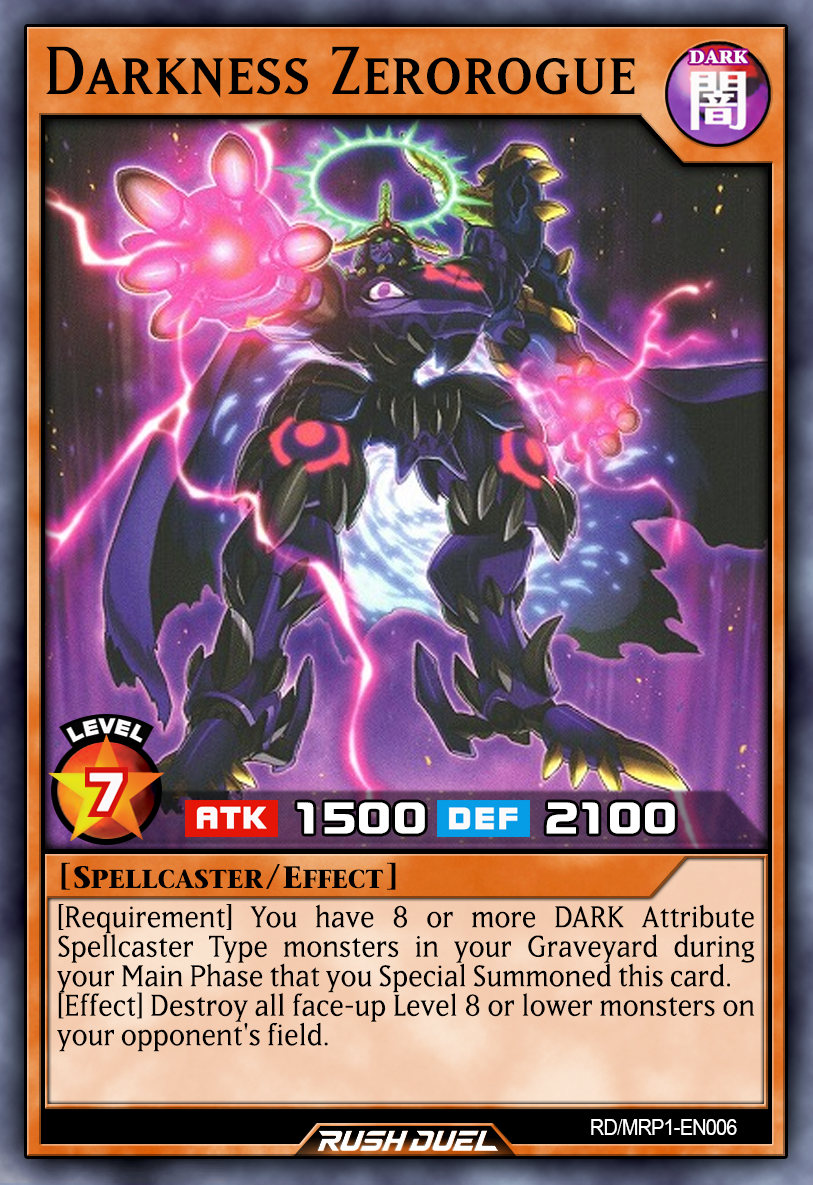 Darkness Zerorogue
DARK
闇
LEVEL
7
ATK 1500 DEF 2100
[Spellcaster/Effect]
[Requirement] You have 8 or more DARK Attribute
Spellcaster Type monsters in your Graveyard during
your Main Phase that you Special Summoned this card.
[Effect] Destroy all face-up Level 8 or lower monsters on
your opponent's field.
RD/MRP1-EN006
RUSH DUEL